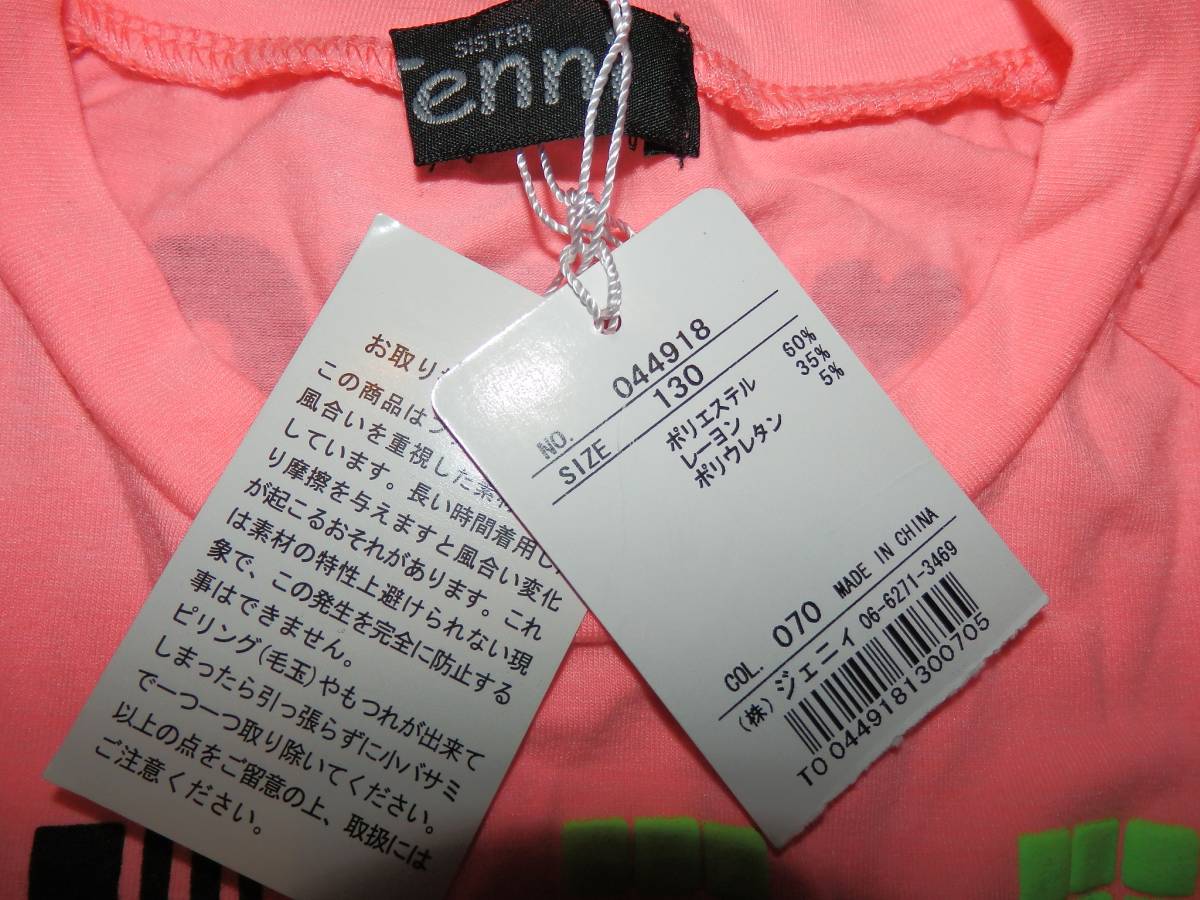 SISTER
Jenni
お取り
この商品は
風合いを重視した素
しています。長い時間着用し
り摩擦を与えますと風合い変化
が起こるおそれがあります。これ
は素材の特性上避けられない現
象で、この発生を完全に防止する
事はできません。
ピリング(毛玉)やもつれが出来て
しまったら引っ張らずに小バサミ
で一つ一つ取り除いてください。
以上の点をご留意の上、取扱には
ご注意ください。
NO. 044918
SIZE 130
ポリエステル 60%
レーヨン 35%
ポリウレタン 5%
COL. 070 MADE IN CHINA
(株)ジェニィ 06-6271-3469
TO 0449181300705